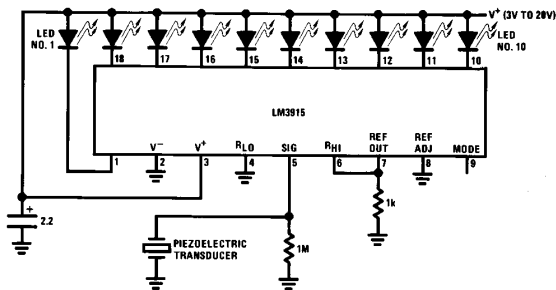 V+ (3V TO 20V)
LED
NO. 1
LED
NO. 10
18
17
16
15
14
13
12
11
10
LM3915
V−
V+
RLO
SIG
RHI
REF
OUT
REF
ADJ
MODE
1
2
3
4
5
6
7
8
9
+
2.2
PIEZOELECTRIC
TRANSDUCER
1M
1k